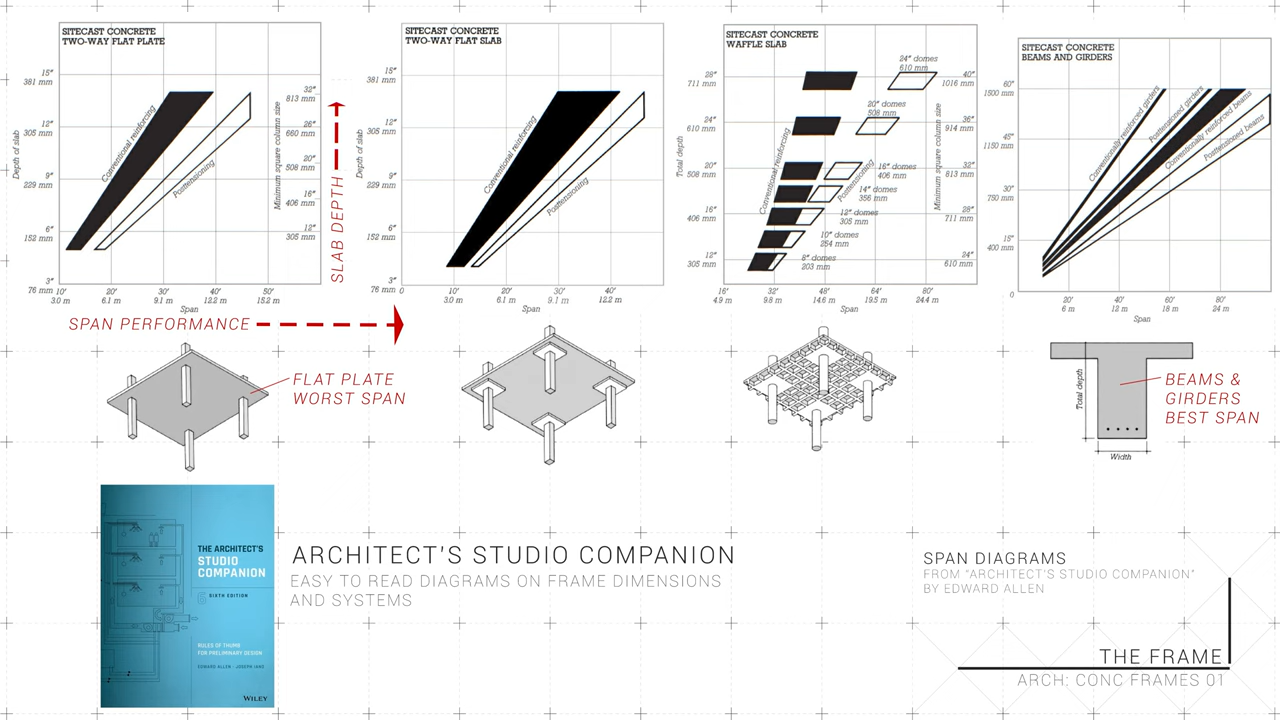 SITECAST CONCRETE
TWO-WAY FLAT PLATE
15"
381 mm
12"
305 mm
9"
229 mm
6"
152 mm
3"
76 mm
Depth of slab
Conventional reinforcing
Posttensioning
32"
813 mm
26"
660 mm
20"
508 mm
16"
406 mm
12"
305 mm
Minimum square column size
10'
3.0 m
20'
6.1 m
30'
9.1 m
40'
12.2 m
50'
15.2 m
Span
SLAB DEPTH
SITECAST CONCRETE
TWO-WAY FLAT SLAB
15"
381 mm
12"
305 mm
9"
229 mm
6"
152 mm
3"
76 mm
Depth of slab
Conventional reinforcing
Posttensioning
0
10'
3.0 m
20'
6.1 m
30'
9.1 m
40'
12.2 m
Span
SITECAST CONCRETE
WAFFLE SLAB
28"
711 mm
24"
610 mm
20"
508 mm
16"
406 mm
12"
305 mm
Total depth
Conventional reinforcing
Posttensioning
24" domes
610 mm
20" domes
508 mm
16" domes
406 mm
14" domes
356 mm
12" domes
305 mm
10" domes
254 mm
8" domes
203 mm
40"
1016 mm
36"
914 mm
32"
813 mm
28"
711 mm
24"
610 mm
Minimum square column size
16'
4.9 m
32'
9.8 m
48'
14.6 m
64'
19.5 m
80'
24.4 m
Span
SITECAST CONCRETE
BEAMS AND GIRDERS
60"
1500 mm
45"
1150 mm
30"
750 mm
15"
400 mm
0
Conventionally reinforced girders
Posttensioned girders
Conventionally reinforced beams
Posttensioned beams
20'
6 m
40'
12 m
60'
18 m
80'
24 m
Span
SPAN PERFORMANCE
FLAT PLATE
WORST SPAN
Total depth
Width
BEAMS &
GIRDERS
BEST SPAN
THE ARCHITECT'S
STUDIO
COMPANION
6 SIXTH EDITION
RULES OF THUMB
FOR PRELIMINARY DESIGN
EDWARD ALLEN · JOSEPH IANO
WILEY
ARCHITECT'S STUDIO COMPANION
EASY TO READ DIAGRAMS ON FRAME DIMENSIONS
AND SYSTEMS
SPAN DIAGRAMS
FROM "ARCHITECT'S STUDIO COMPANION"
BY EDWARD ALLEN
THE FRAME
ARCH: CONC FRAMES 01